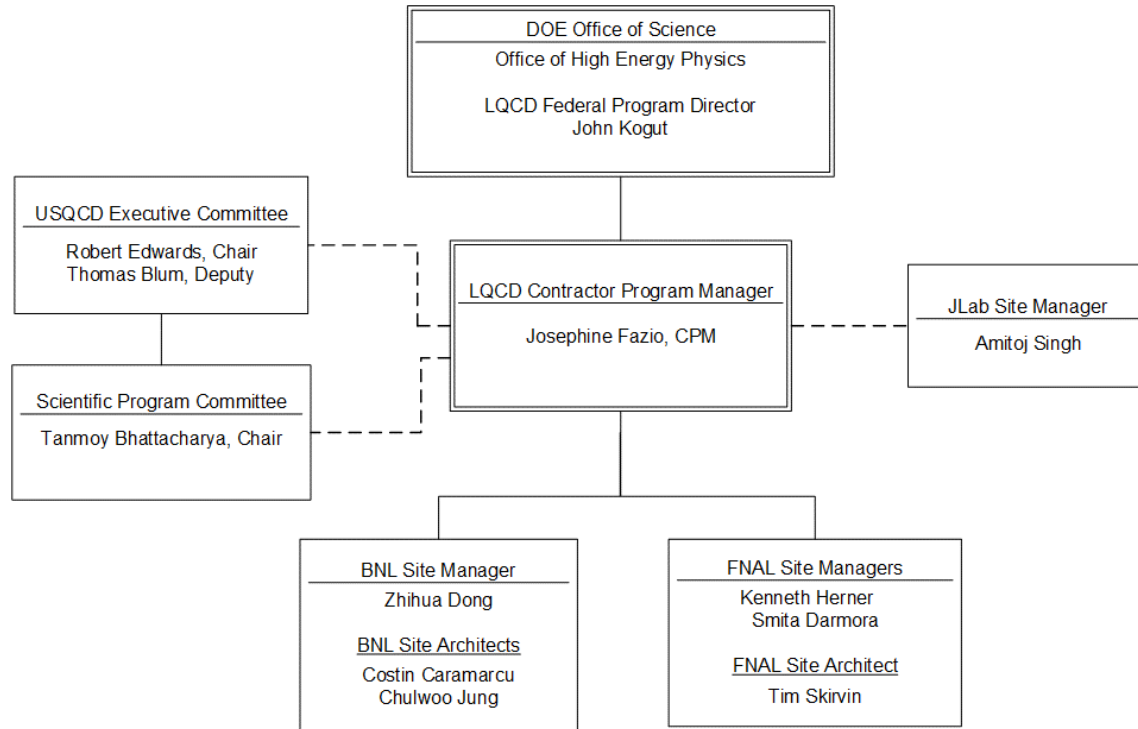 DOE Office of Science
Office of High Energy Physics
LQCD Federal Program Director
John Kogut
USQCD Executive Committee
Robert Edwards, Chair
Thomas Blum, Deputy
LQCD Contractor Program Manager
Josephine Fazio, CPM
JLab Site Manager
Amitoj Singh
Scientific Program Committee
Tanmoy Bhattacharya, Chair
BNL Site Manager
Zhihua Dong
BNL Site Architects
Costin Caramarcu
Chulwoo Jung
FNAL Site Managers
Kenneth Herner
Smita Darmora
FNAL Site Architect
Tim Skirvin